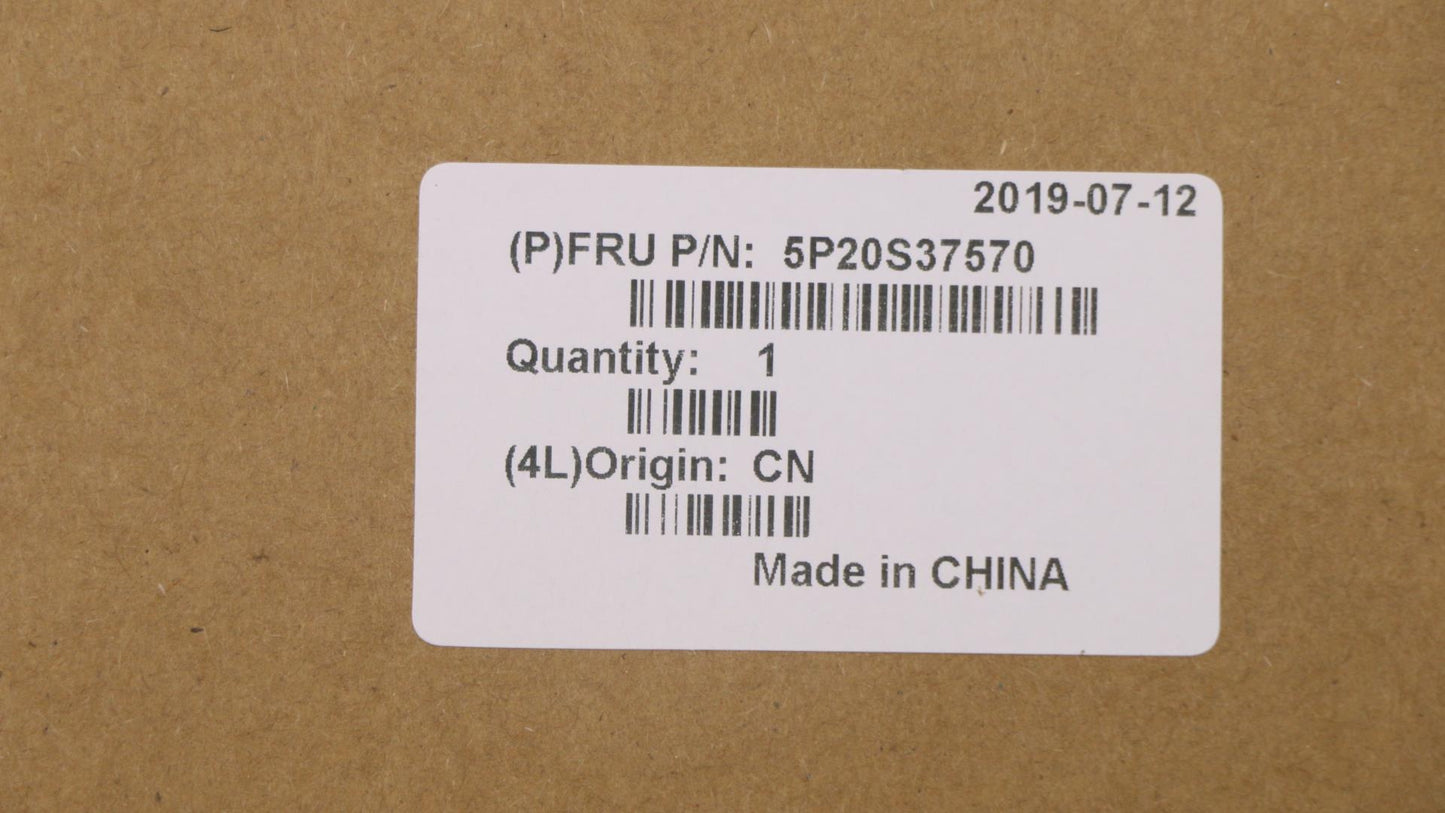 2019-07-12
(P)FRU P/N: 5P20S37570
Quantity: 1
(4L)Origin: CN
Made in CHINA